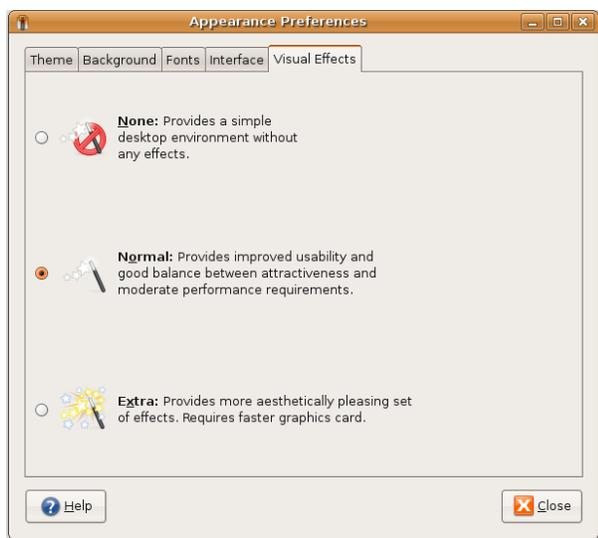 Appearance Preferences
Theme Background Fonts Interface Visual Effects
None: Provides a simple
desktop environment without
any effects.
Normal: Provides improved usability and
good balance between attractiveness and
moderate performance requirements.
Extra: Provides more aesthetically pleasing set
of effects. Requires faster graphics card.
Help Close